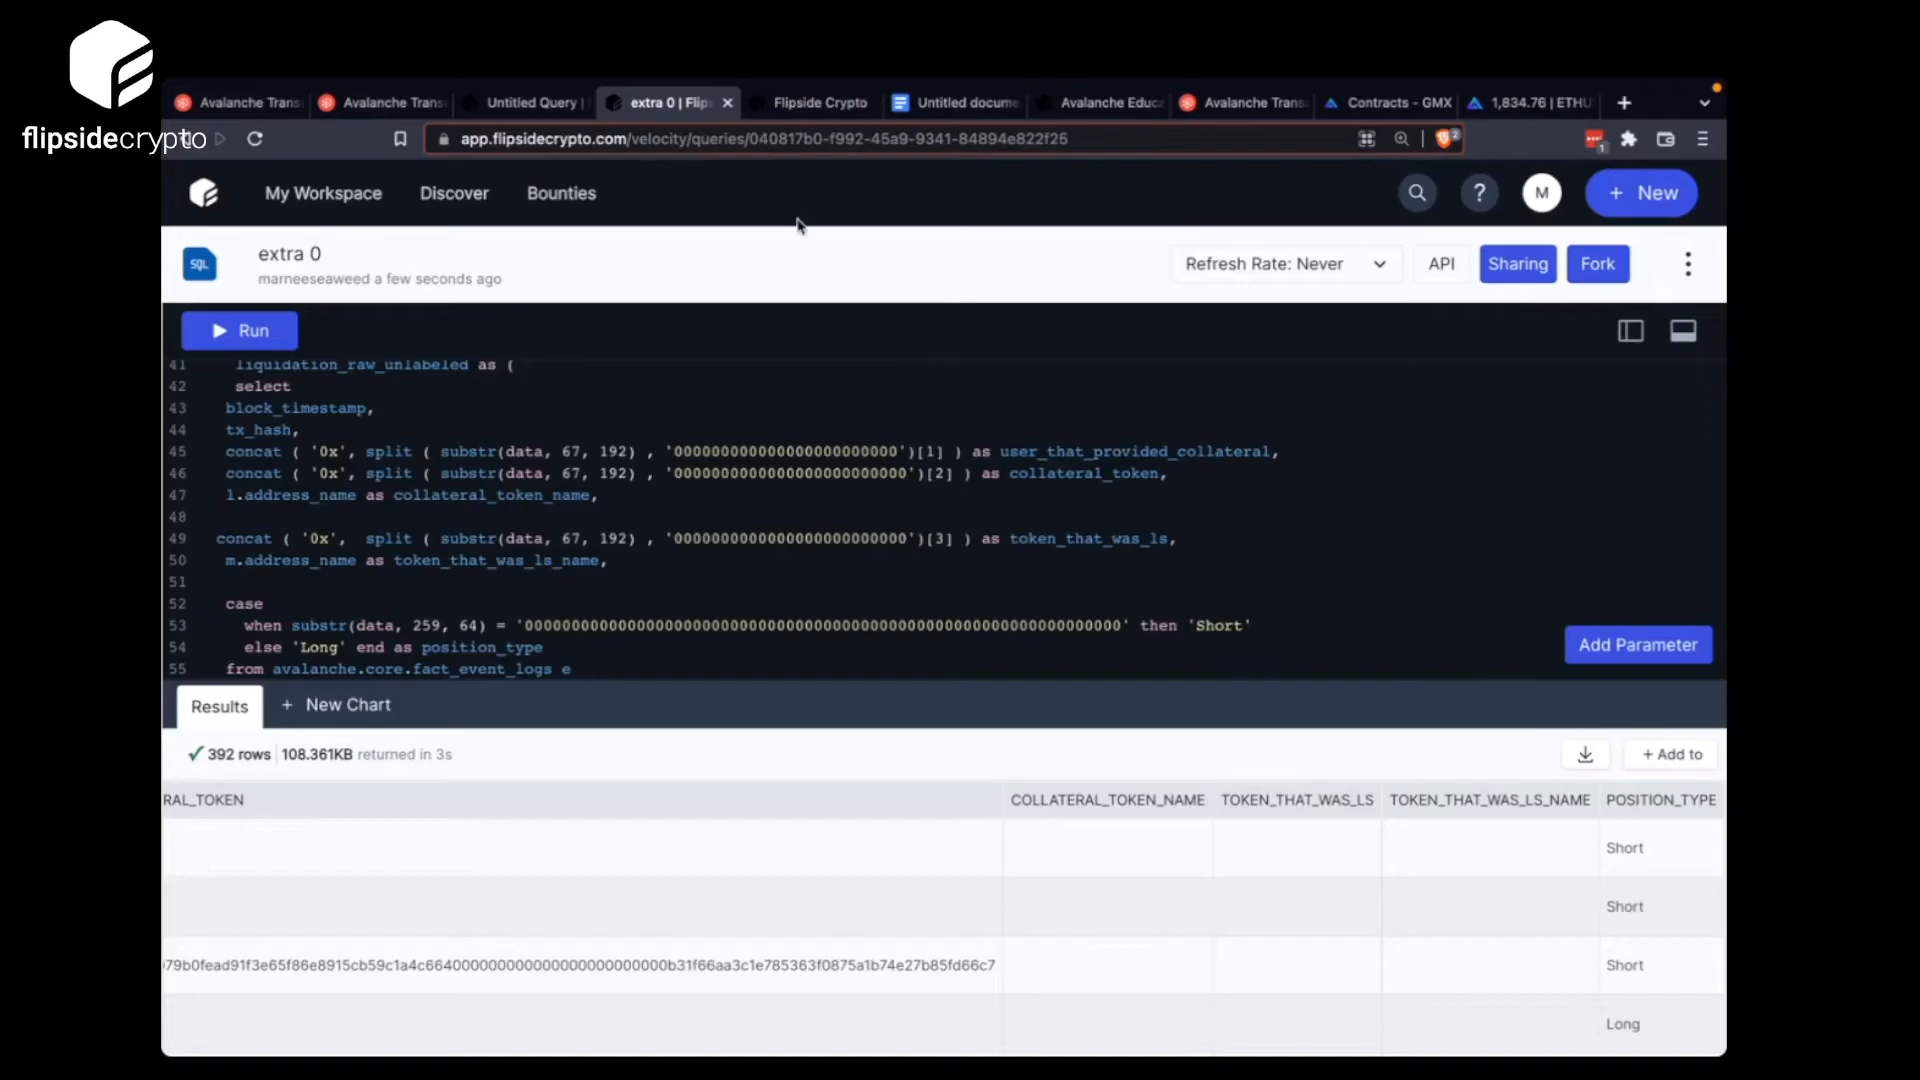 flipsidecrypto
Avalanche Trans
Avalanche Trans
Untitled Query |
extra 0 | Flips
Flipside Crypto
Untitled docume
Avalanche Educ
Avalanche Trans
Contracts - GMX
1,834.76 | ETHU
app.flipsidecrypto.com/velocity/queries/040817b0-f992-45a9-9341-84894e822f25
2
1
My Workspace
Discover
Bounties
?
M
+ New
SQL
extra 0
marneeseaweed a few seconds ago
Refresh Rate: Never
API
Sharing
Fork
Run
41 liquidation_raw_unlabeled as (
42 select
43 block_timestamp,
44 tx_hash,
45 concat ( '0x', split ( substr(data, 67, 192) , '000000000000000000000000')[1] ) as user_that_provided_collateral,
46 concat ( '0x', split ( substr(data, 67, 192) , '0000000000000000000000000')[2] ) as collateral_token,
47 l.address_name as collateral_token_name,
48
49 concat ( '0x', split ( substr(data, 67, 192) , '0000000000000000000000000')[3] ) as token_that_was_ls,
50 m.address_name as token_that_was_ls_name,
51
52 case
53 when substr(data, 259, 64) = '0000000000000000000000000000000000000000000000000000000000000000' then 'Short'
54 else 'Long' end as position_type
55 from avalanche.core.fact_event_logs e
Add Parameter
Results
+ New Chart
392 rows
108.361KB returned in 3s
+ Add to
RAL_TOKEN
COLLATERAL_TOKEN_NAME
TOKEN_THAT_WAS_LS
TOKEN_THAT_WAS_LS_NAME
POSITION_TYPE
Short
Short
79b0fead91f3e65f86e8915cb59c1a4c664000000000000000000000000b31f66aa3c1e785363f0875a1b74e27b85fd66c7
Short
Long